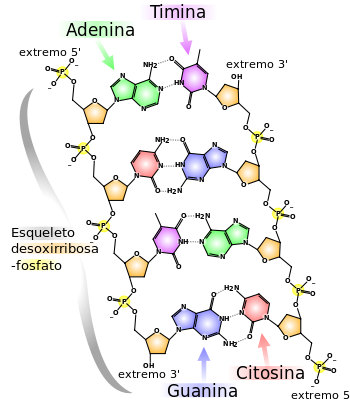 Timina
Adenina
extremo 5'
extremo 3'
Esqueleto
desoxirribosa
-fosfato
extremo 3'
Guanina
Citosina
extremo 5